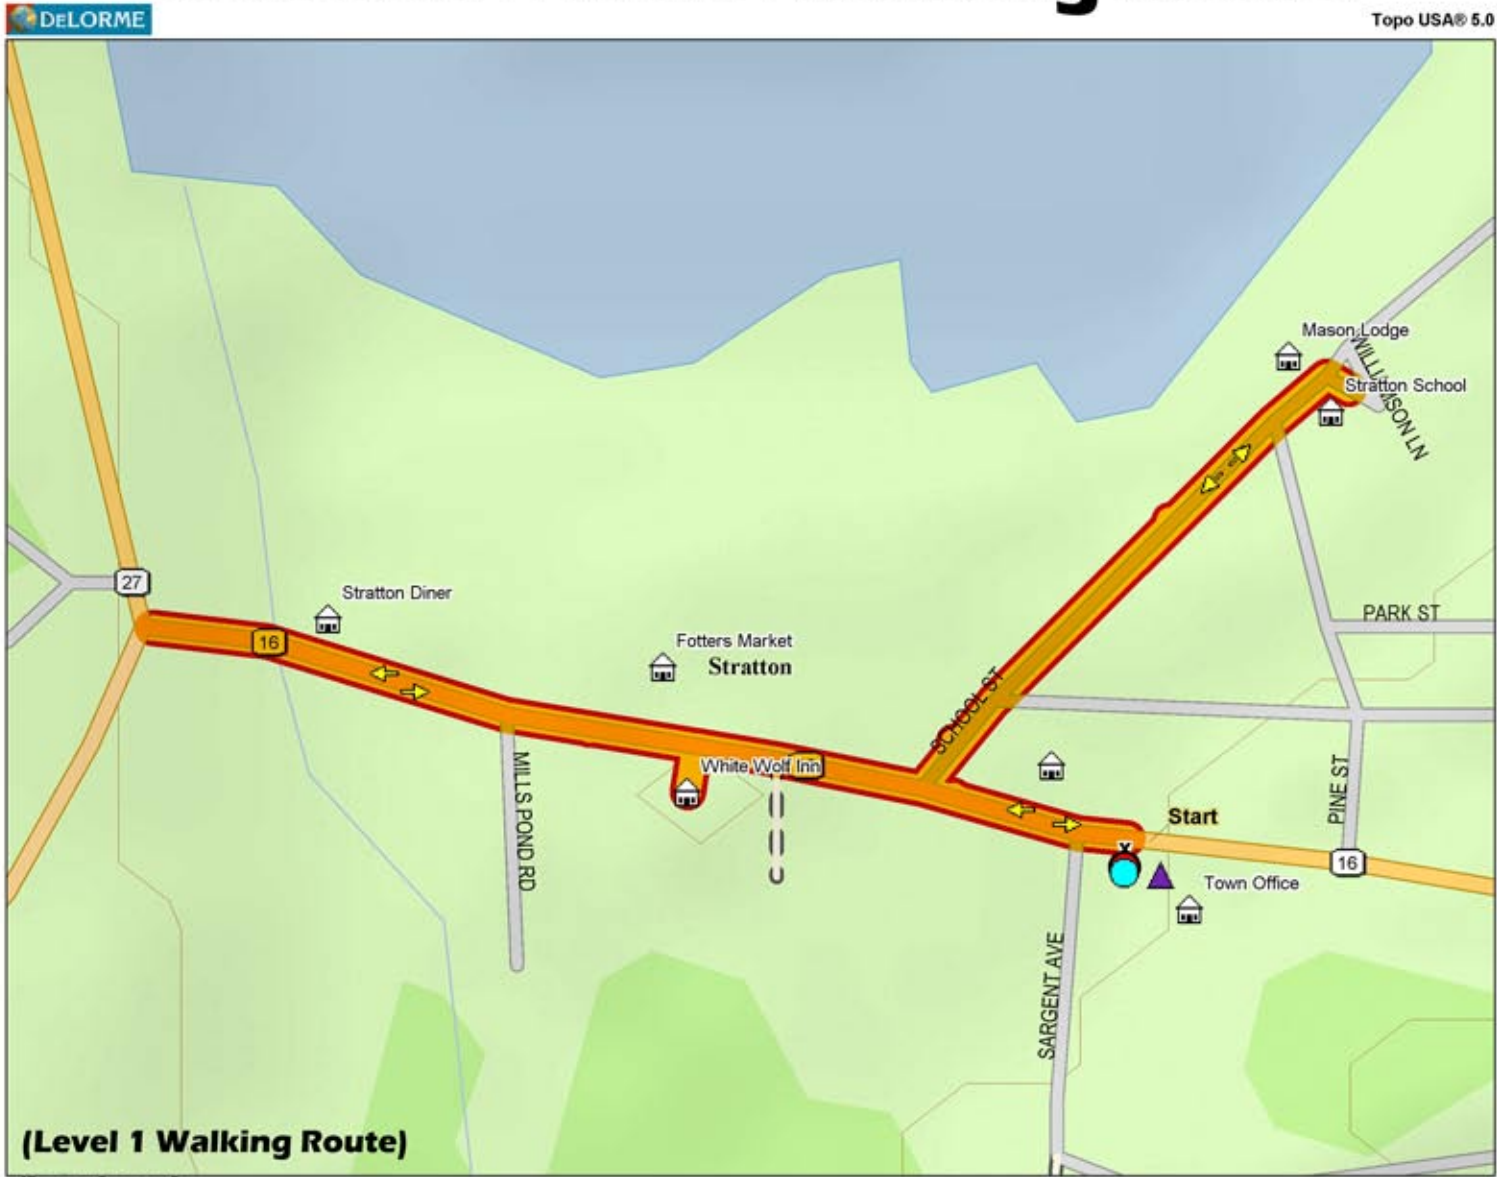 DELORME
Topo USA® 5.0
Mason Lodge
WILLIAMSON LN
Stratton School
27
Stratton Diner
PARK ST
16
Fotters Market
Stratton
SCHOOL ST
White Wolf Inn
MILLS POND RD
PINE ST
Start
X
16
Town Office
SARGENT AVE
(Level 1 Walking Route)